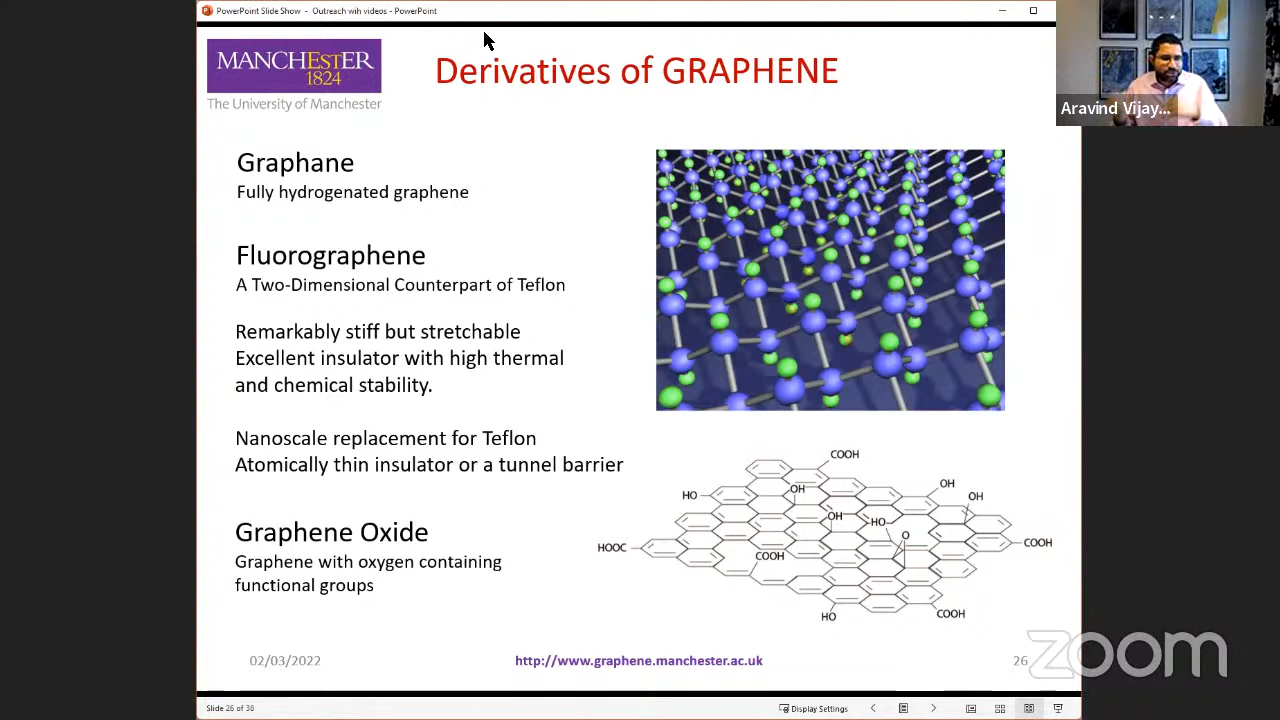 PowerPoint Slide Show - Outreach wih videos - PowerPoint
MANCHESTER
1824
The University of Manchester
Derivatives of GRAPHENE
Aravind Vijay...
Graphane
Fully hydrogenated graphene
Fluorographene
A Two-Dimensional Counterpart of Teflon
Remarkably stiff but stretchable
Excellent insulator with high thermal
and chemical stability.
Nanoscale replacement for Teflon
Atomically thin insulator or a tunnel barrier
Graphene Oxide
Graphene with oxygen containing
functional groups
COOH
HO
OH
OH
OH
OH
HO
O
HOOC
COOH
COOH
HO
COOH
02/03/2022
http://www.graphene.manchester.ac.uk
26
zoom
Slide 26 of 38
Display Settings